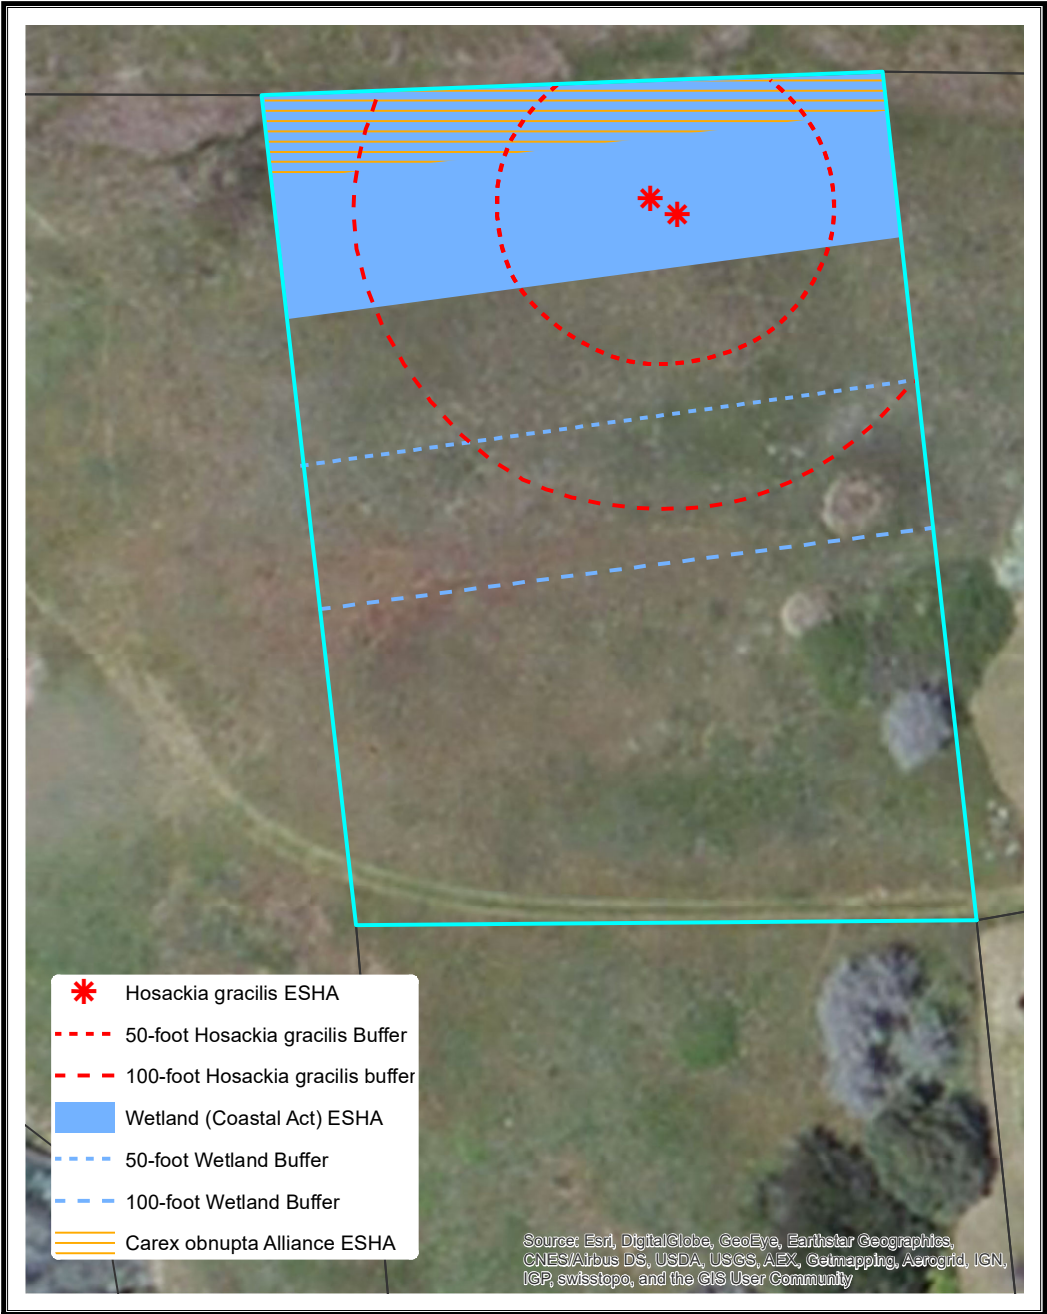 Hosackia gracilis ESHA
50-foot Hosackia gracilis Buffer
100-foot Hosackia gracilis buffer
Wetland (Coastal Act) ESHA
50-foot Wetland Buffer
100-foot Wetland Buffer
Carex obnupta Alliance ESHA
Source: Esri, DigitalGlobe, GeoEye, Earthstar Geographics,
CNES/Airbus DS, USDA, USGS, AEX, Getmapping, Aerogrid, IGN,
IGP, swisstopo, and the GIS User Community